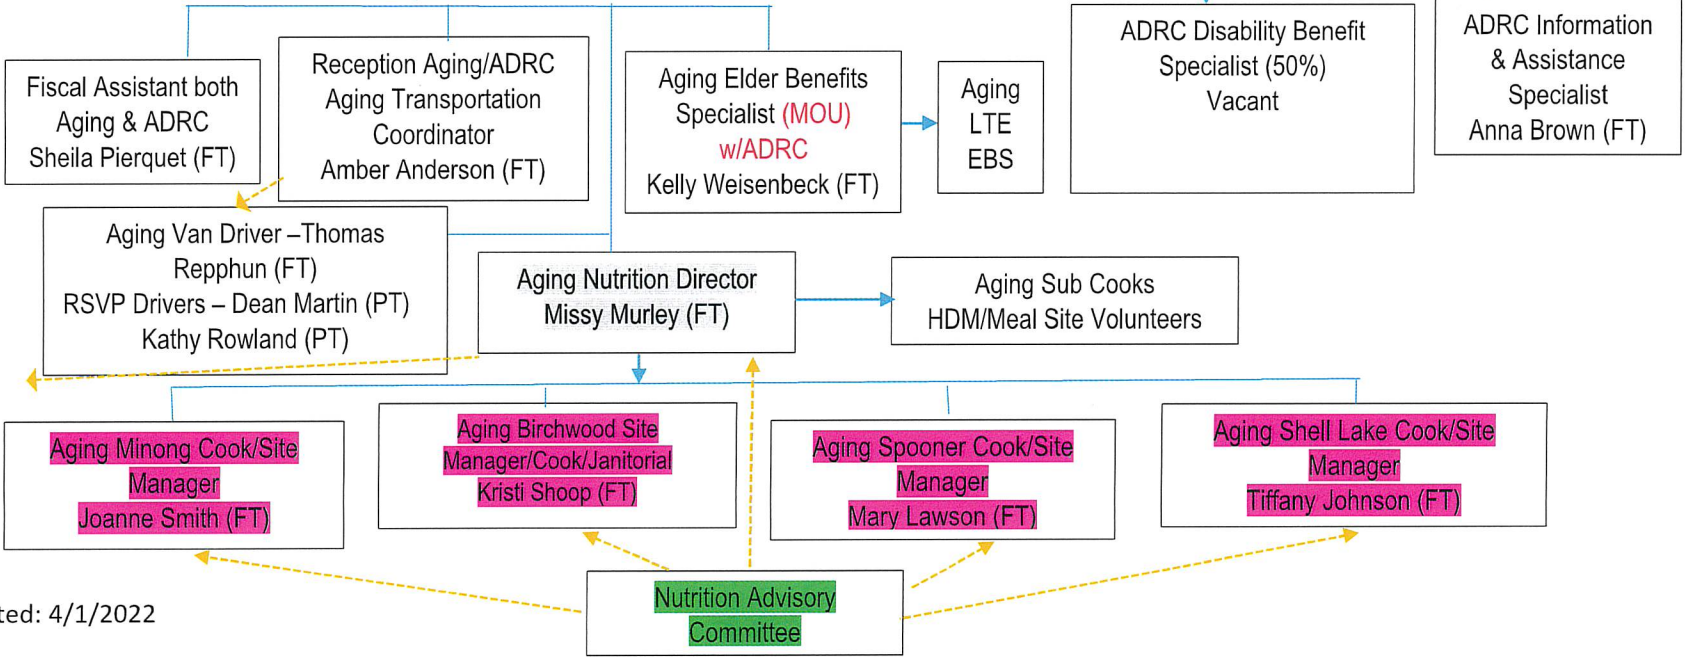 Fiscal Assistant both
Aging & ADRC
Sheila Pierquet (FT)
Reception Aging/ADRC
Aging Transportation
Coordinator
Amber Anderson (FT)
Aging Elder Benefits
Specialist (MOU)
w/ADRC
Kelly Weisenbeck (FT)
Aging
LTE
EBS
ADRC Disability Benefit
Specialist (50%)
Vacant
ADRC Information
& Assistance
Specialist
Anna Brown (FT)
Aging Van Driver –Thomas
Repphun (FT)
RSVP Drivers – Dean Martin (PT)
Kathy Rowland (PT)
Aging Nutrition Director
Missy Murley (FT)
Aging Sub Cooks
HDM/Meal Site Volunteers
Aging Minong Cook/Site
Manager
Joanne Smith (FT)
Aging Birchwood Site
Manager/Cook/Janitorial
Kristi Shoop (FT)
Aging Spooner Cook/Site
Manager
Mary Lawson (FT)
Aging Shell Lake Cook/Site
Manager
Tiffany Johnson (FT)
Nutrition Advisory
Committee
ted: 4/1/2022